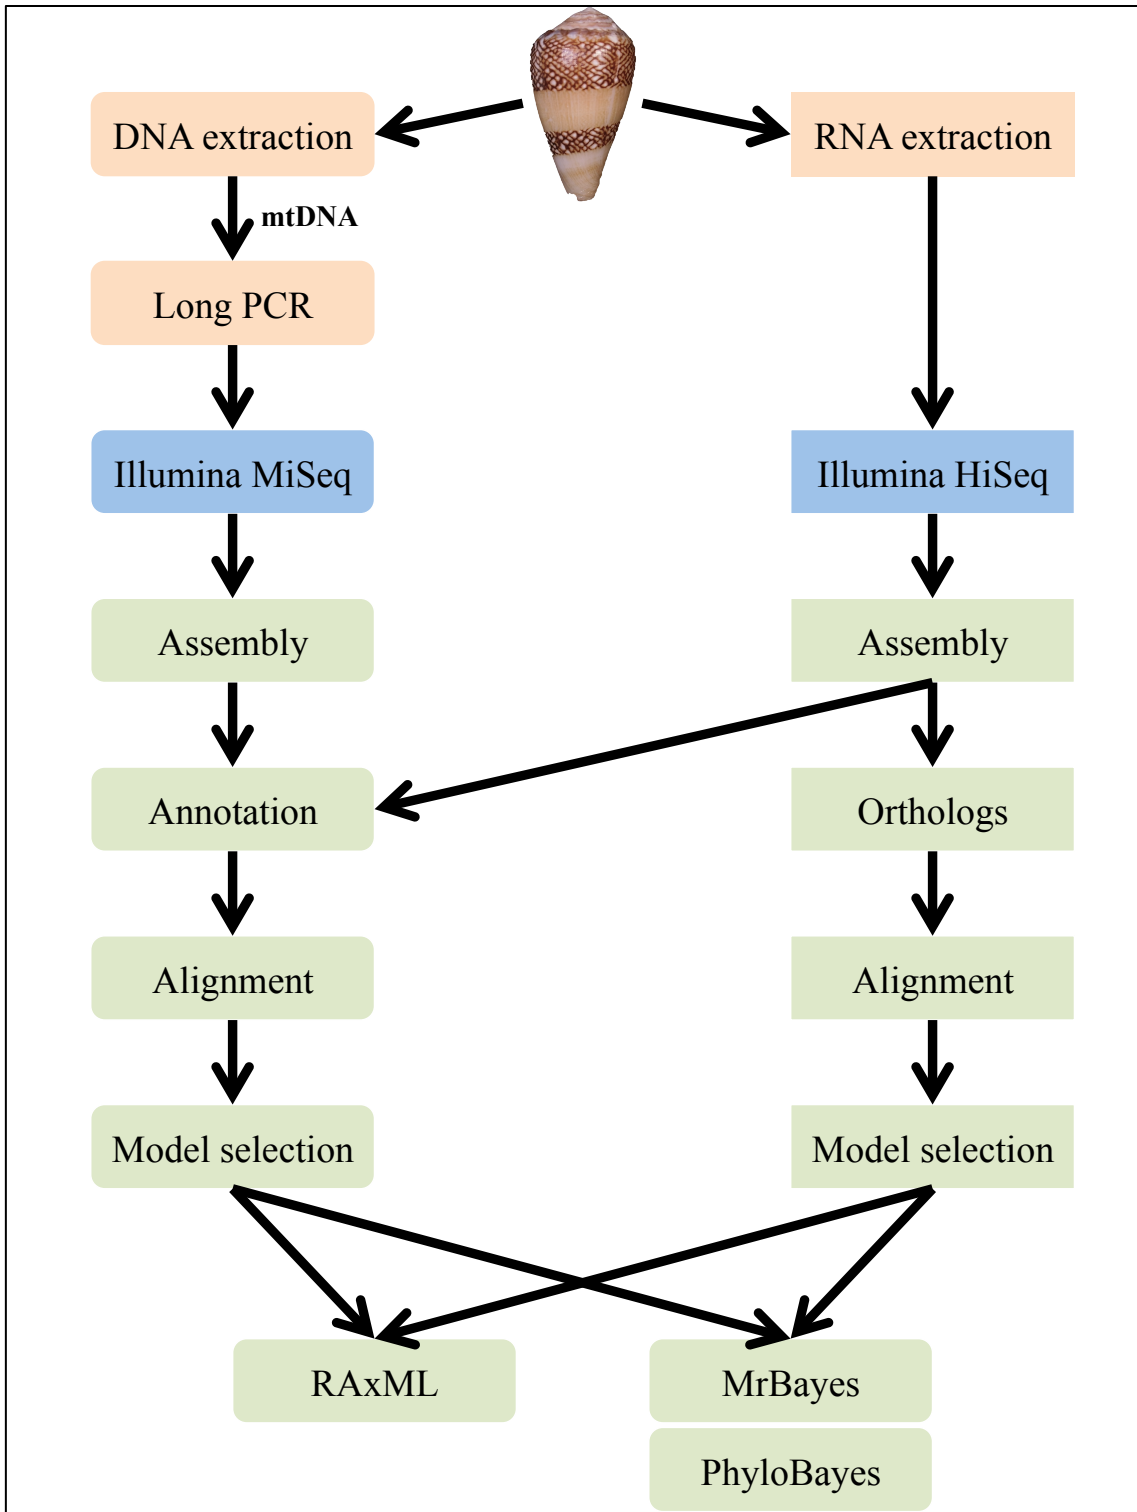 DNA extraction
RNA extraction
mtDNA
Long PCR
Illumina MiSeq
Illumina HiSeq
Assembly
Assembly
Annotation
Orthologs
Alignment
Alignment
Model selection
Model selection
RAxML
MrBayes
PhyloBayes